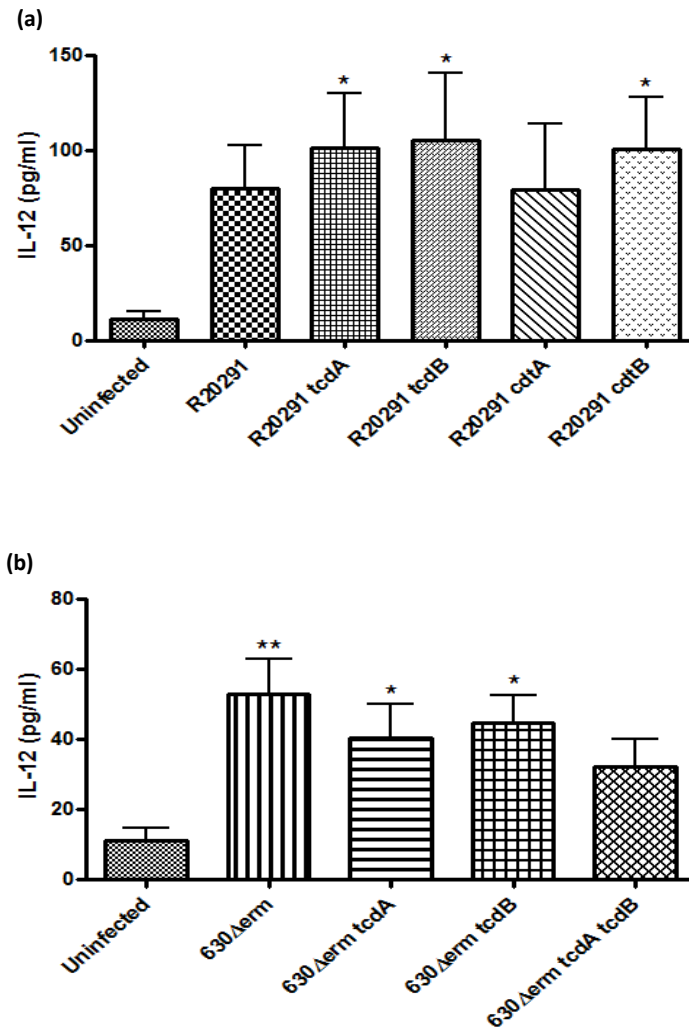 (a)
IL-12 (pg/ml)
150
100
50
0
*
*
*
Uninfected
R20291
R20291 tcdA
R20291 tcdB
R20291 cdtA
R20291 cdtB
(b)
IL-12 (pg/ml)
80
60
40
20
0
**
*
*
Uninfected
630Δerm
630Δerm tcdA
630Δerm tcdB
630Δerm tcdA tcdB